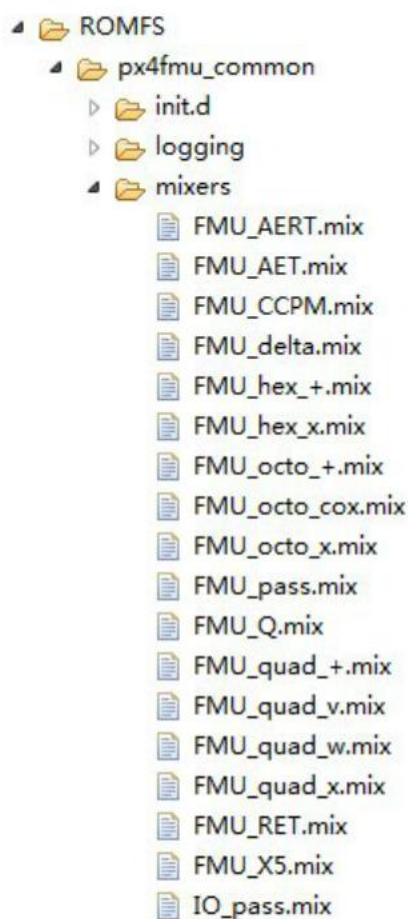 ROMFS
px4fmu_common
init.d
logging
mixers
FMU_AERT.mix
FMU_AET.mix
FMU_CCPM.mix
FMU_delta.mix
FMU_hex_+.mix
FMU_hex_x.mix
FMU_octo_+.mix
FMU_octo_cox.mix
FMU_octo_x.mix
FMU_pass.mix
FMU_Q.mix
FMU_quad_+.mix
FMU_quad_v.mix
FMU_quad_w.mix
FMU_quad_x.mix
FMU_RET.mix
FMU_X5.mix
IO_pass.mix